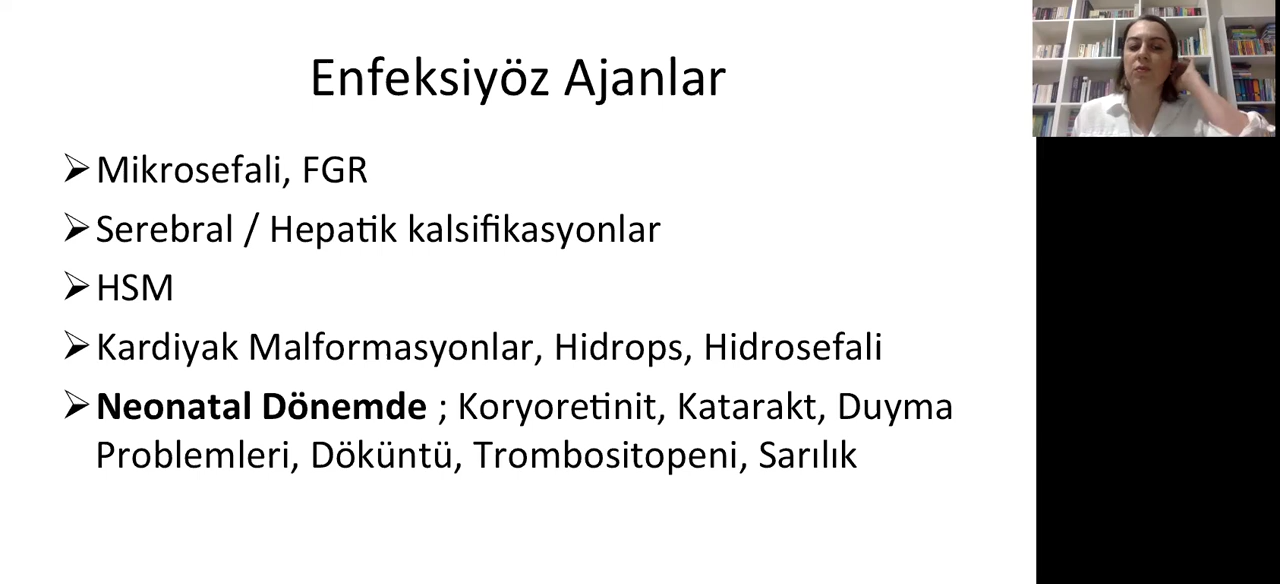 Enfeksiyöz Ajanlar
Mikrosefali, FGR
Serebral / Hepatik kalsifikasyonlar
HSM
Kardiyak Malformasyonlar, Hidrops, Hidrosefali
Neonatal Dönemde ; Koryoretinit, Katarakt, Duyma
Problemleri, Döküntü, Trombositopeni, Sarılık